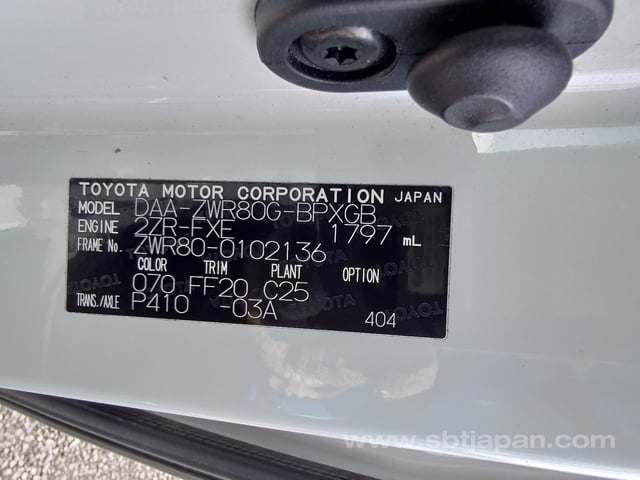 TOYOTA MOTOR CORPORATION JAPAN
MODEL DAA-ZWR80G-BPXGB
ENGINE 2ZR-FXE 1797 mL
FRAME No. ZWR80-0102136
COLOR TRIM PLANT OPTION
070 FF20 C25
TRANS./AXLE P410 -03A
404
www.sbtjapan.com